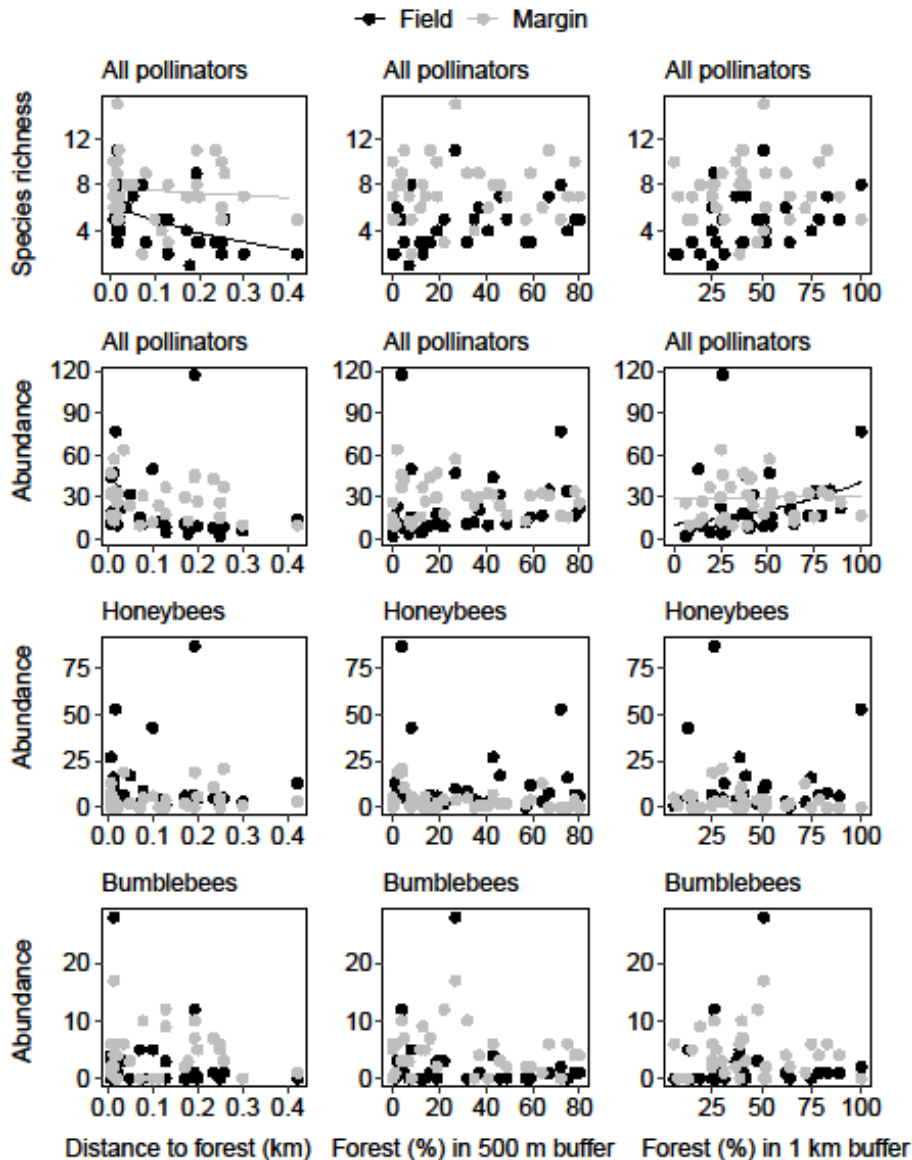 Field Margin
All pollinators All pollinators All pollinators
Species richness
12 12 12
8 8 8
4 4 4
0.0 0.1 0.2 0.3 0.4 0 20 40 60 80 25 50 75 100
All pollinators All pollinators All pollinators
Abundance
120 120 120
90 90 90
60 60 60
30 30 30
0 0 0
0.0 0.1 0.2 0.3 0.4 0 20 40 60 80 0 25 50 75 100
Honeybees Honeybees Honeybees
Abundance
75 75 75
50 50 50
25 25 25
0 0 0
0.0 0.1 0.2 0.3 0.4 0 20 40 60 80 25 50 75 100
Bumblebees Bumblebees Bumblebees
Abundance
20 20 20
10 10 10
0 0 0
0.0 0.1 0.2 0.3 0.4 0 20 40 60 80 25 50 75 100
Distance to forest (km) Forest (%) in 500 m buffer Forest (%) in 1 km buffer